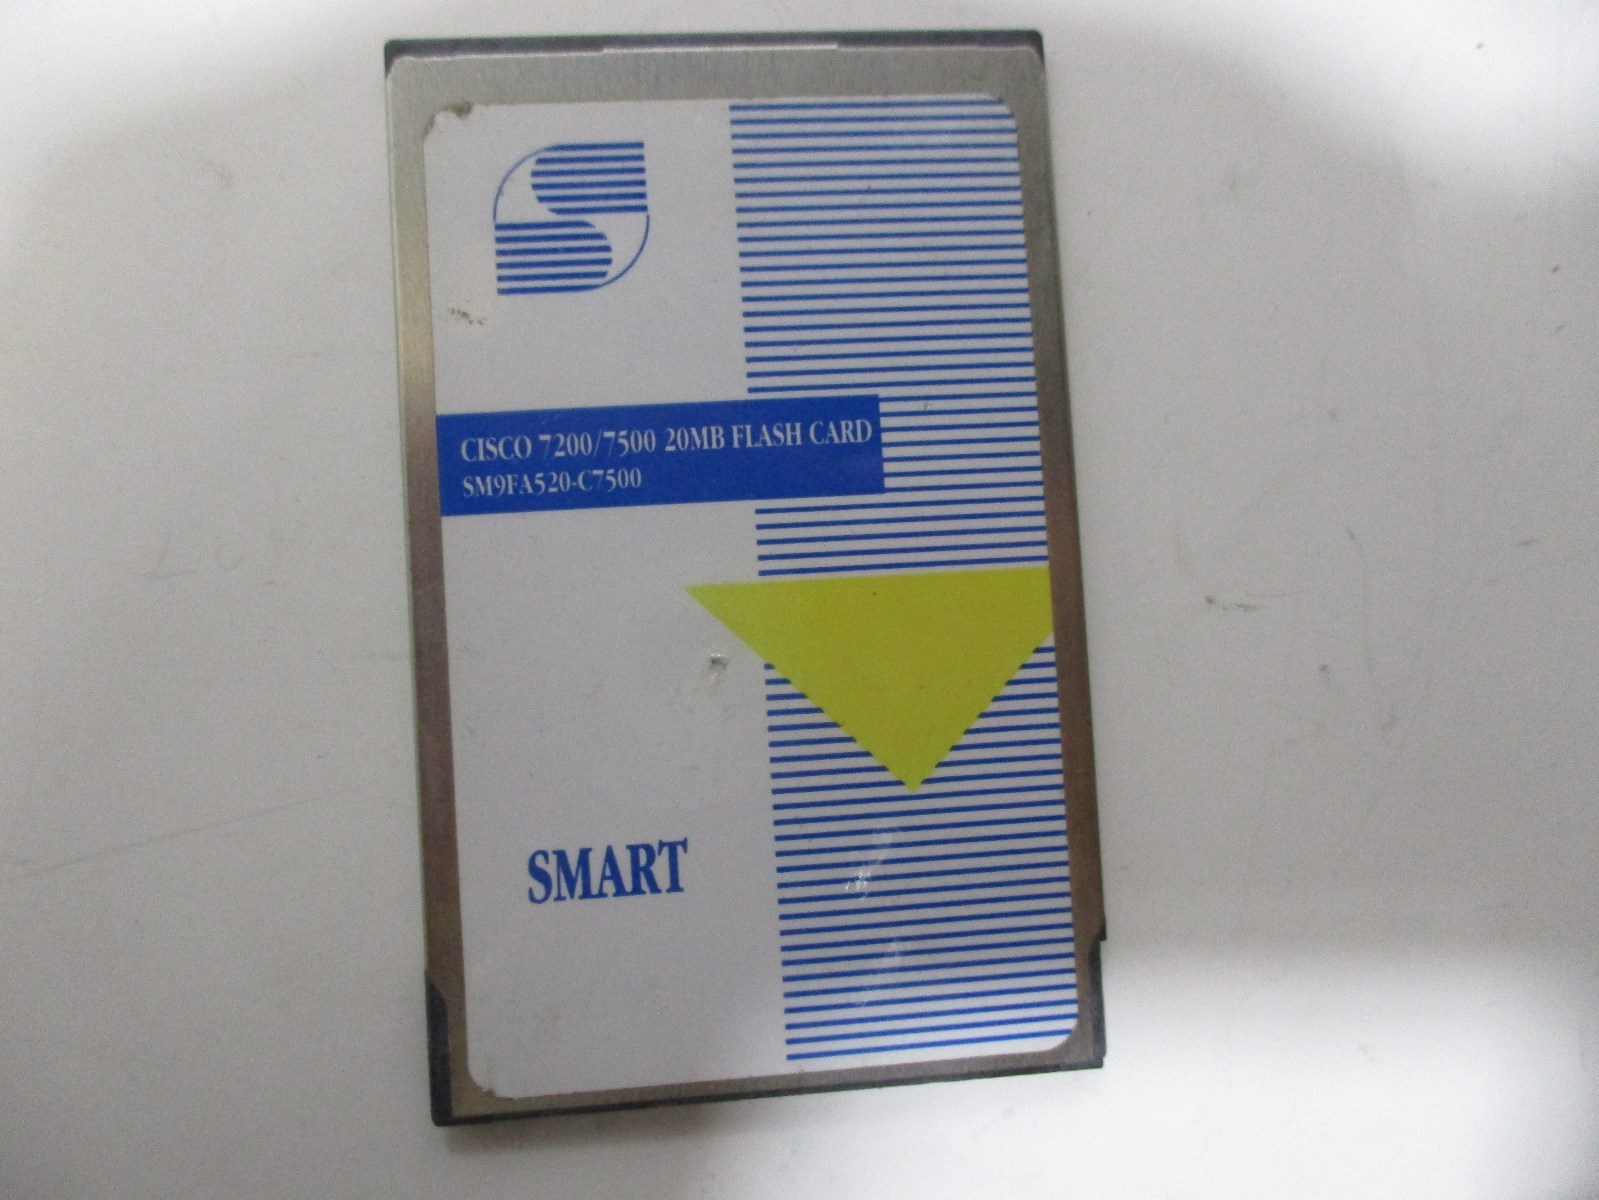 CISCO 7200/7500 20MB FLASH CARD
SM9FA520-C7500
SMART